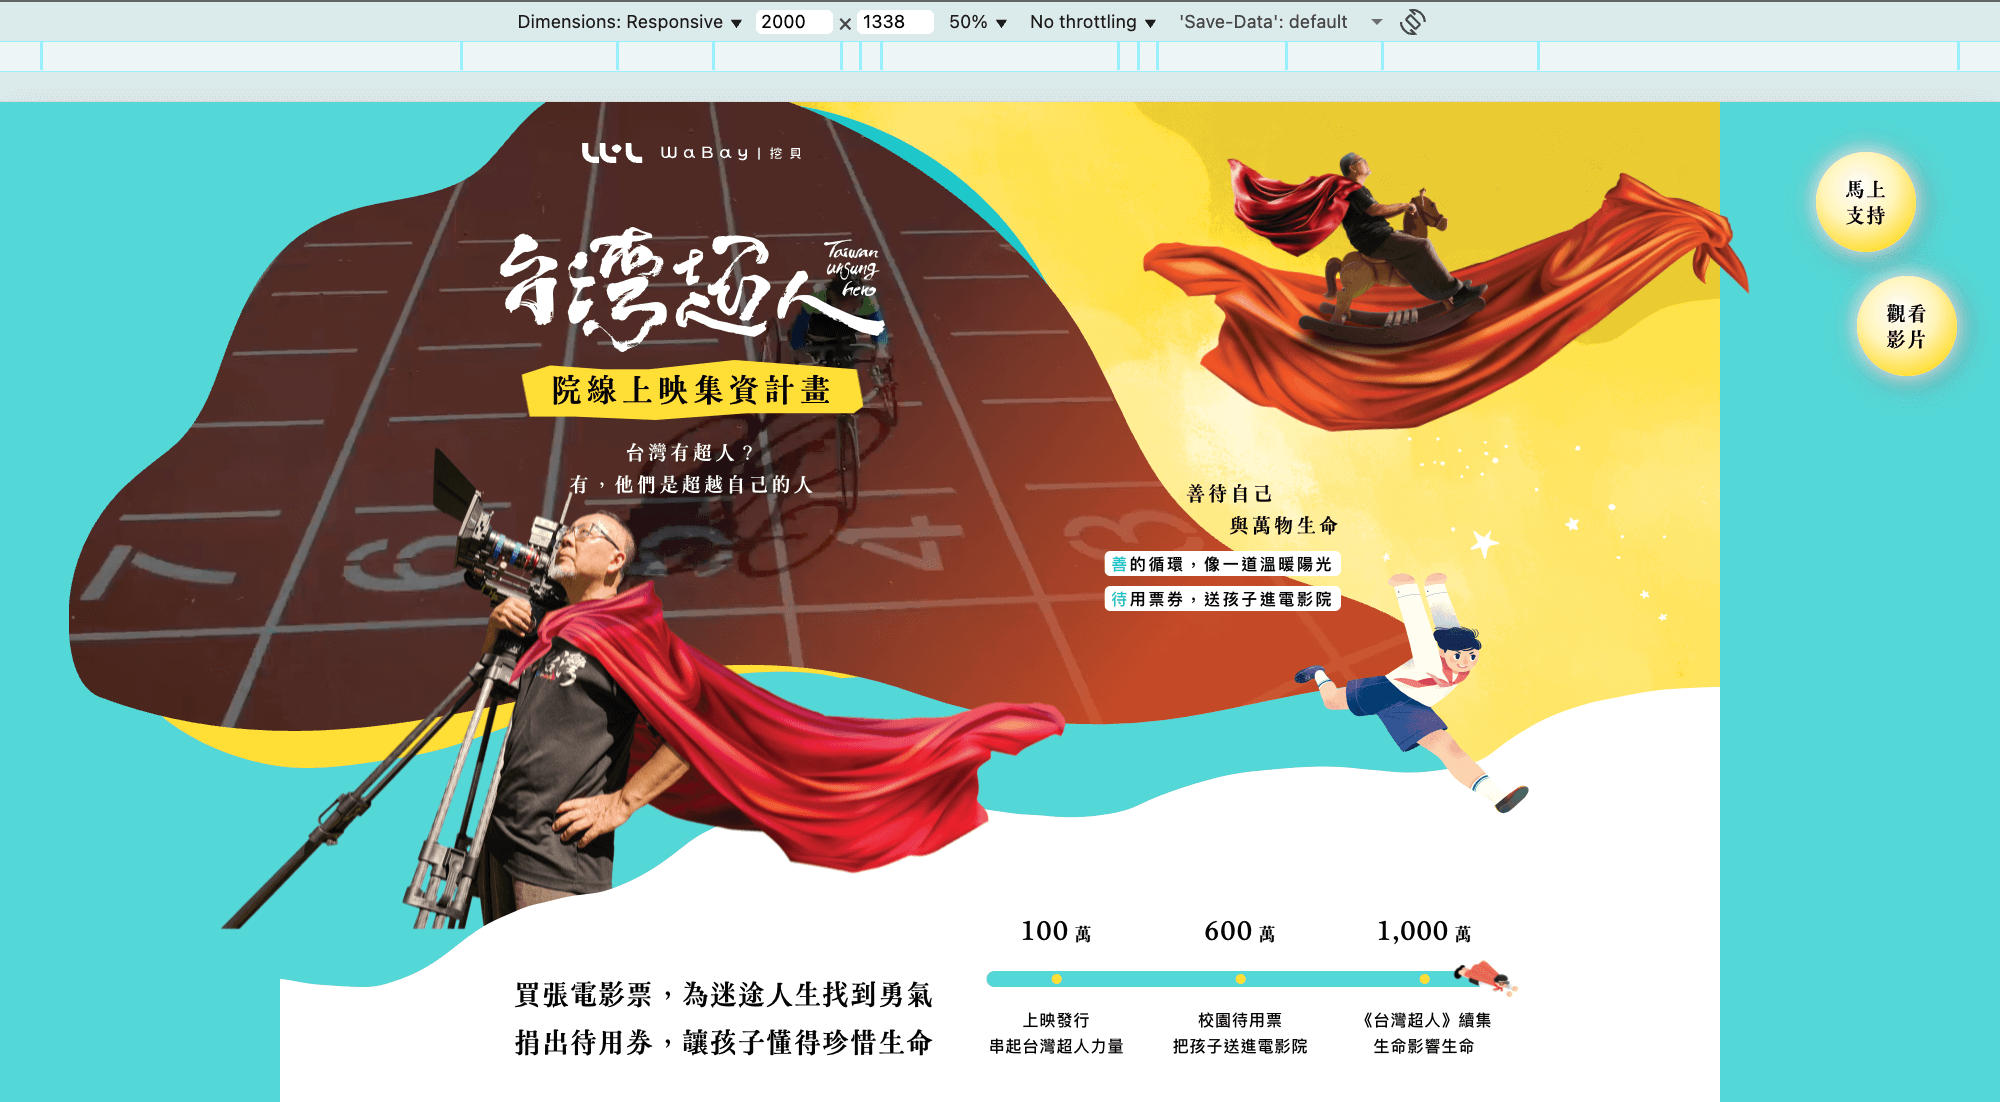 Dimensions: Responsive ▼ 2000 × 1338 50% ▼ No throttling ▼ 'Save-Data': default
WaBay | 挖貝
台灣超人
Taiwan
unsung
hero
院線上映集資計畫
台灣有超人？
有，他們是超越自己的人
馬上
支持
觀看
影片
善待自己
與萬物生命
善的循環，像一道溫暖陽光
待用票券，送孩子進電影院
7
6
5
4
3
灣
買張電影票，為迷途人生找到勇氣
捐出待用券，讓孩子懂得珍惜生命
100 萬
上映發行
串起台灣超人力量
600 萬
校園待用票
把孩子送進電影院
1,000 萬
《台灣超人》續集
生命影響生命